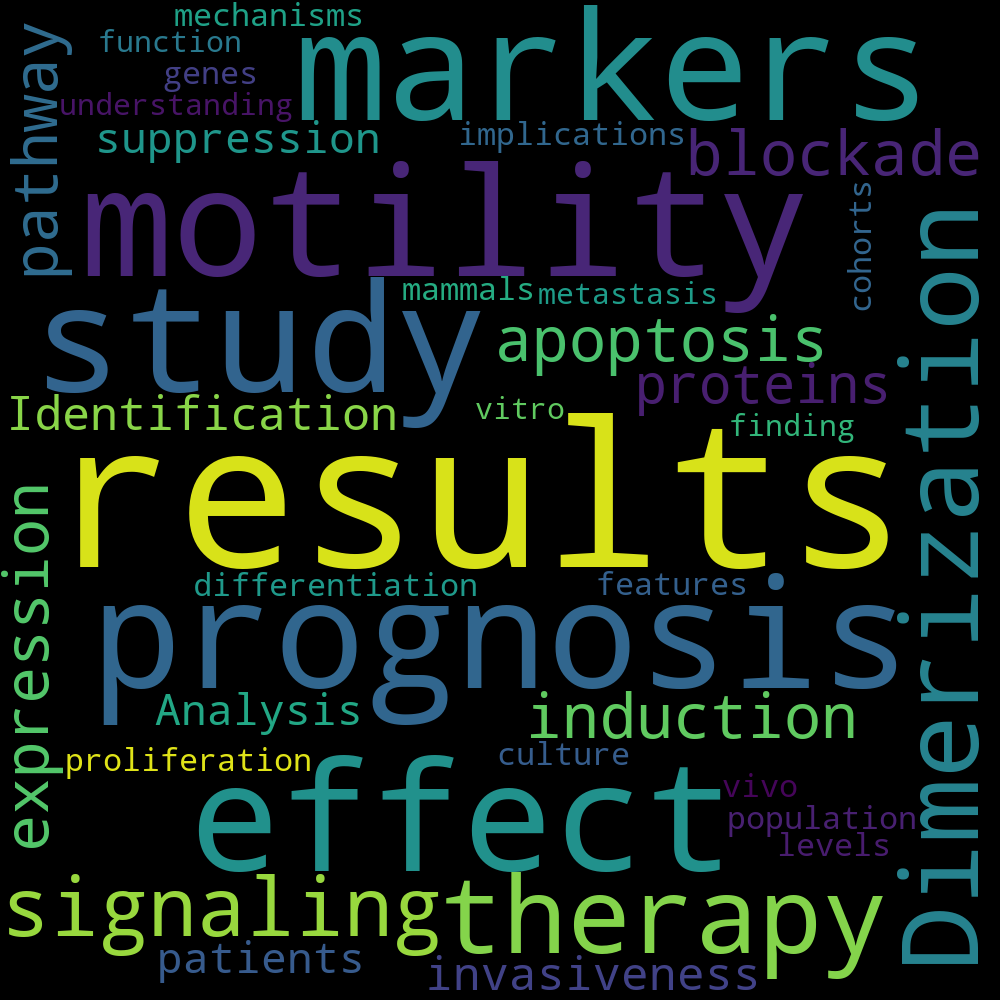 mechanisms
function
genes
understanding
markers
pathway
suppression
implications
blockade
motility
cohorts
study
mammals
metastasis
apoptosis
proteins
Identification
vitro
finding
Dimerization
results
expression
differentiation
features
prognosis
Analysis
induction
proliferation
culture
effect
vivo
population
levels
signaling
therapy
patients
invasiveness